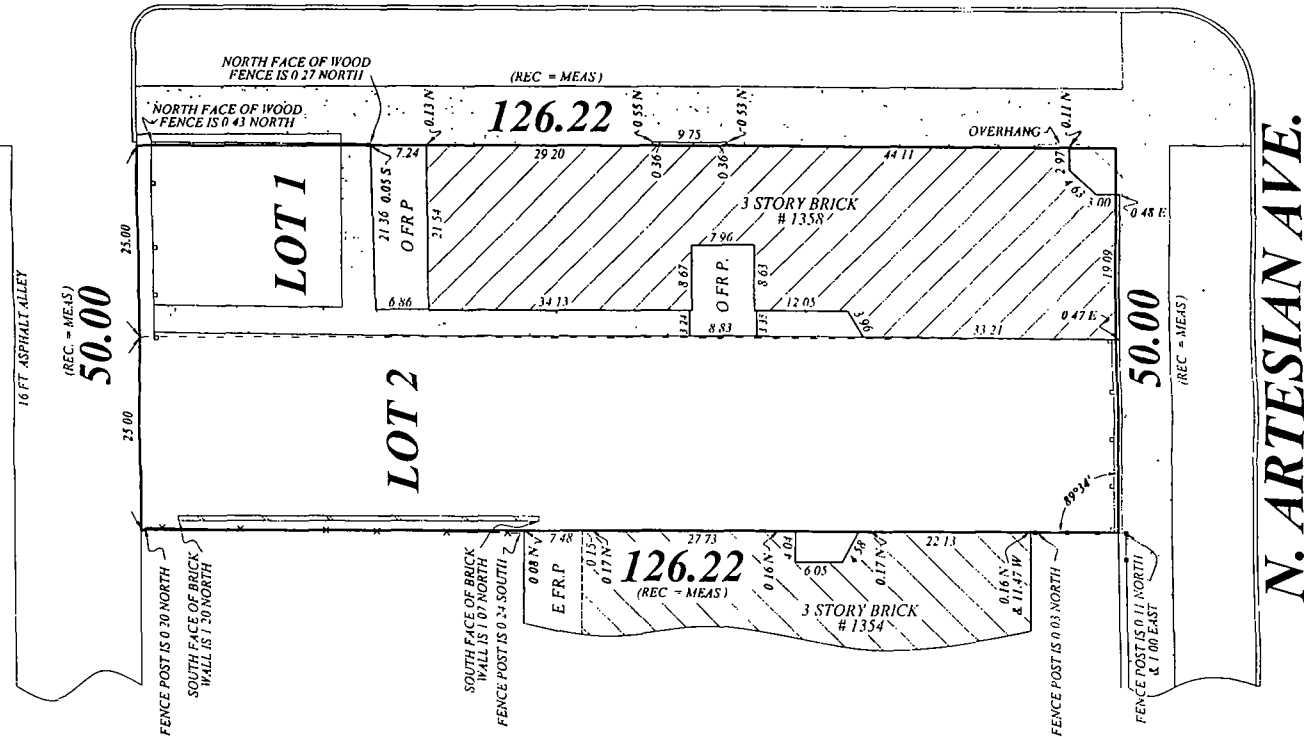 NORTH FACE OF WOOD
FENCE IS 0 27 NORTH
(REC = MEAS)
126.22
NORTH FACE OF WOOD
FENCE IS 0 43 NORTH
0.13 N
0 55 N
9 75
0 53 N
OVERHANG
0.11 N
7.24
29 20
0 36
0 36
44 11
2 97
4 63
3 00
0 48 E
16 FT ASPHALT ALLEY
(REC. = MEAS)
50.00
25.00
25 00
LOT 1
21 36
0.05 S
O FR P
21 54
3 STORY BRICK
# 1358
7 96
8 67
O FR P.
8 63
19 09
6 86
34 13
12 05
3 96
3.24
8 83
3.33
33 21
0 47 E
50.00
(REC = MEAS)
N. ARTESIAN AVE.
LOT 2
89°34'
FENCE POST IS 0 20 NORTH
SOUTH FACE OF BRICK
WALL IS 1 20 NORTH
SOUTH FACE OF BRICK
WALL IS 1 07 NORTH
FENCE POST IS 0 24 SOUTH
0 08 N
7 48
E FR.P
0.15
0.17 N
27 73
126.22
(REC = MEAS)
0.16 N
4.04
6 05
4 58
0.17 N
22 13
3 STORY BRICK
# 1354
0.16 N
& 11.47 W
FENCE POST IS 0 03 NORTH
FENCE POST IS 0 11 NORTH
& 1 00 EAST